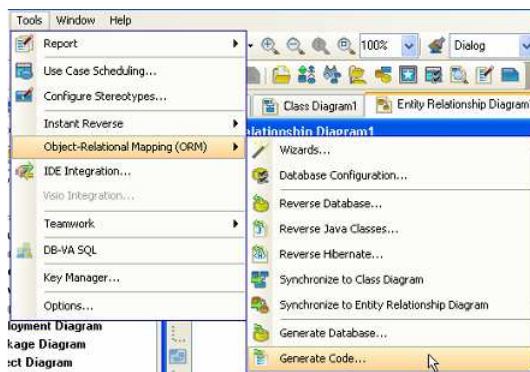 Tools Window Help
100%
Dialog
Report
Use Case Scheduling...
Configure Stereotypes...
Instant Reverse
Object-Relational Mapping (ORM)
IDE Integration...
Visio Integration...
Teamwork
DB-VA SQL
Key Manager...
Options...
Class Diagram1
Entity Relationship Diagram
elationship Diagram1
Wizards...
Database Configuration...
Reverse Database...
Reverse Java Classes...
Reverse Hibernate...
Synchronize to Class Diagram
Synchronize to Entity Relationship Diagram
Generate Database...
Generate Code...
loyment Diagram
kage Diagram
ect Diagram